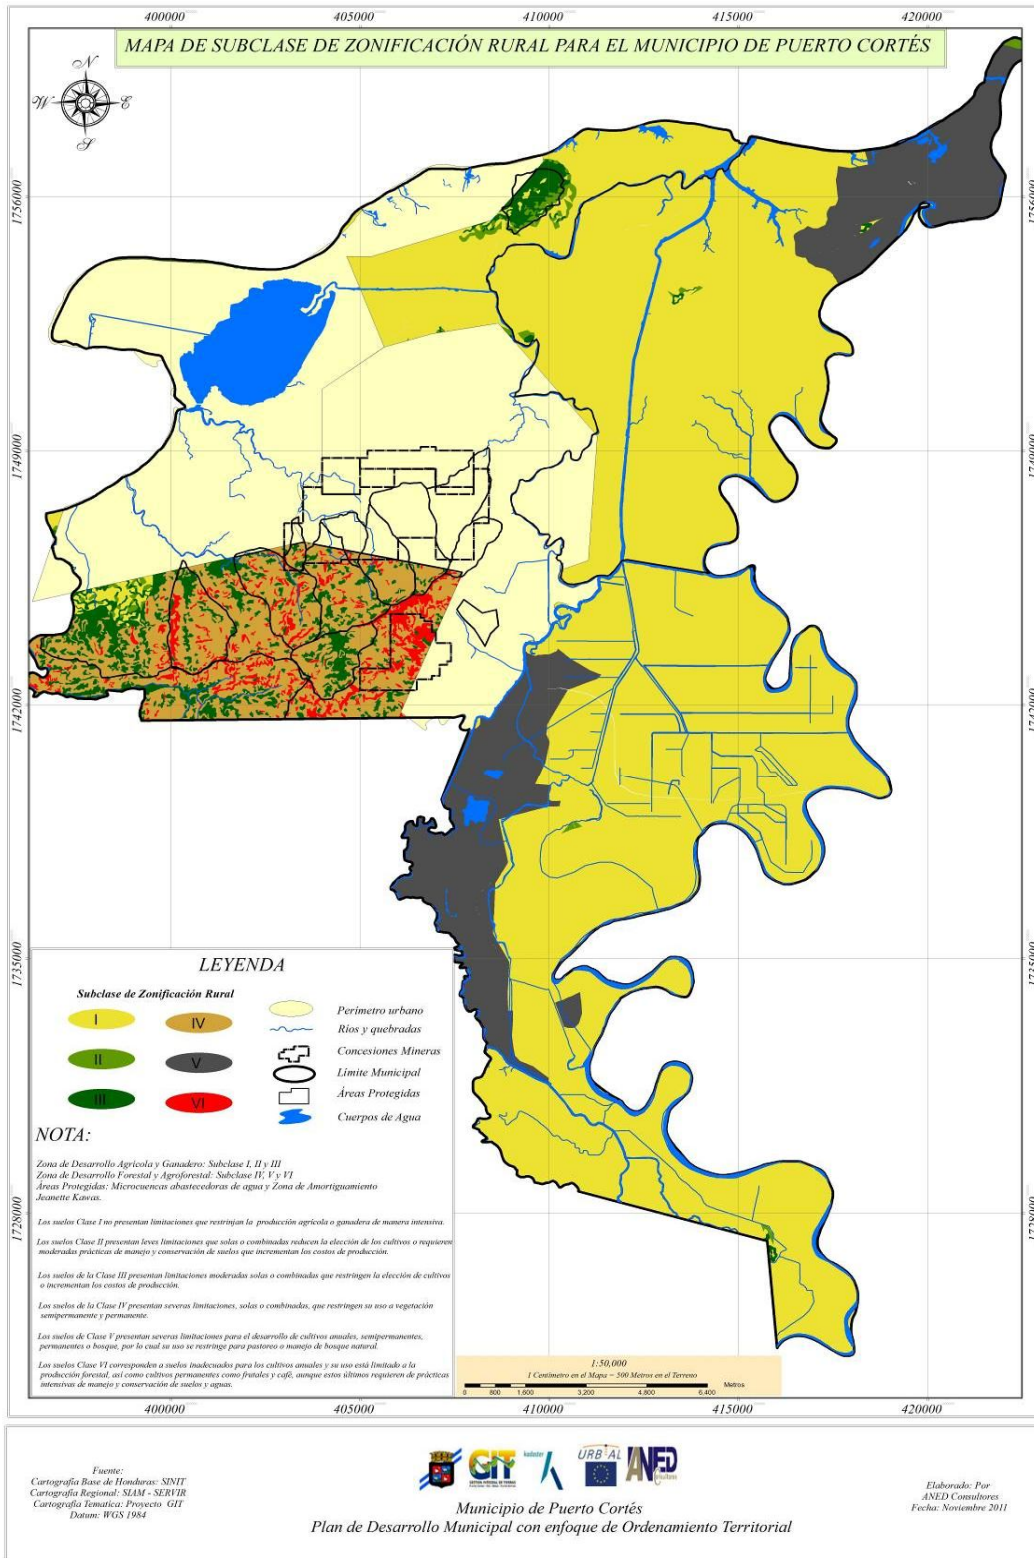 400000 405000 410000 415000 420000
MAPA DE SUBCLASE DE ZONIFICACIÓN RURAL PARA EL MUNICIPIO DE PUERTO CORTÉS
N
W E
S
1756000 1756000
1749000 1749000
1742000 1742000
1735000 1735000
1728000 1728000
LEYENDA
Subclase de Zonificación Rural
I IV
II V
III VI
Perímetro urbano
Ríos y quebradas
Concesiones Mineras
Límite Municipal
Áreas Protegidas
Cuerpos de Agua
NOTA:
Zona de Desarrollo Agrícola y Ganadero: Subclase I, II y III
Zona de Desarrollo Forestal y Agroforestal: Subclase IV, V y VI
Áreas Protegidas: Microcuencas abastecedoras de agua y Zona de Amortiguamiento
Jeanette Kawas.
Los suelos Clase I no presentan limitaciones que restrinjan la producción agrícola o ganadera de manera intensiva.
Los suelos Clase II presentan leves limitaciones que solas o combinadas reducen la elección de los cultivos o requieren
moderadas prácticas de manejo y conservación de suelos que incrementan los costos de producción.
Los suelos de la Clase III presentan limitaciones moderadas solas o combinadas que restringen la elección de cultivos
o incrementan los costos de producción.
Los suelos de la Clase IV presentan severas limitaciones, solas o combinadas, que restringen su uso a vegetación
semipermanente y permanente.
Los suelos de Clase V presentan severas limitaciones para el desarrollo de cultivos anuales, semipermanentes,
permanentes o bosque, por lo cual su uso se restringe para pastoreo o manejo de bosque natural.
Los suelos Clase VI corresponden a suelos inadecuados para los cultivos anuales y su uso está limitado a la
producción forestal, así como cultivos permanentes como frutales y café, aunque estos últimos requieren de prácticas
intensivas de manejo y conservación de suelos y aguas.
1:50,000
1 Centímetro en el Mapa = 500 Metros en el Terreno
Metros
0 800 1,600 3,200 4,800 6,400
400000 405000 410000 415000 420000
Fuente:
Cartografía Base de Honduras: SINIT
Cartografía Regional: SIAM - SERVIR
Cartografía Tematica: Proyecto GIT
Datum: WGS 1984
GIT
kadaster
URB-AL
ANED
Consultores
Municipio de Puerto Cortés
Plan de Desarrollo Municipal con enfoque de Ordenamiento Territorial
Elaborado: Por
ANED Consultores
Fecha: Noviembre 2011